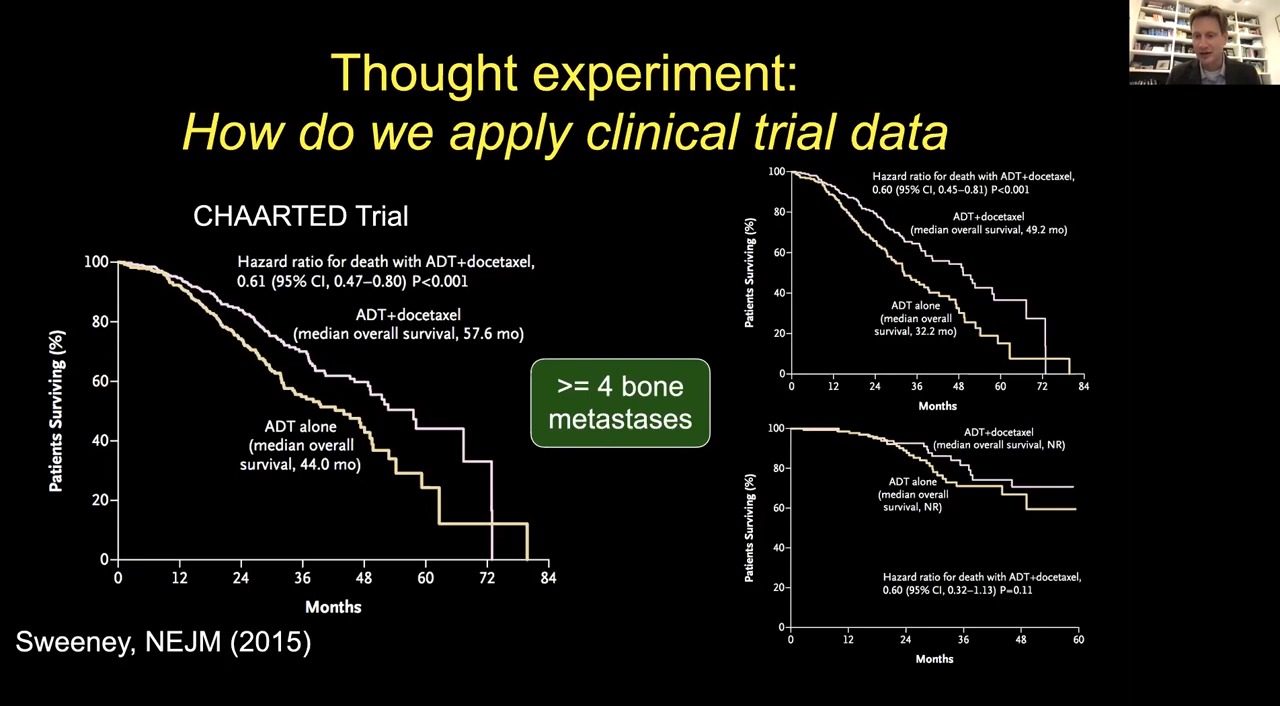 Thought experiment:
How do we apply clinical trial data
CHAARTED Trial
Hazard ratio for death with ADT+docetaxel,
0.61 (95% CI, 0.47–0.80) P<0.001
ADT+docetaxel
(median overall survival, 57.6 mo)
ADT alone
(median overall
survival, 44.0 mo)
Patients Surviving (%)
100
80
60
40
20
0
0 12 24 36 48 60 72 84
Months
>= 4 bone
metastases
Hazard ratio for death with ADT+docetaxel,
0.60 (95% CI, 0.45–0.81) P<0.001
ADT+docetaxel
(median overall survival, 49.2 mo)
ADT alone
(median overall
survival, 32.2 mo)
Patients Surviving (%)
100
80
60
40
20
0
0 12 24 36 48 60 72 84
Months
ADT+docetaxel
(median overall survival, NR)
ADT alone
(median overall
survival, NR)
Hazard ratio for death with ADT+docetaxel,
0.60 (95% CI, 0.32–1.13) P=0.11
Patients Surviving (%)
100
80
60
40
20
0
0 12 24 36 48 60
Months
Sweeney, NEJM (2015)